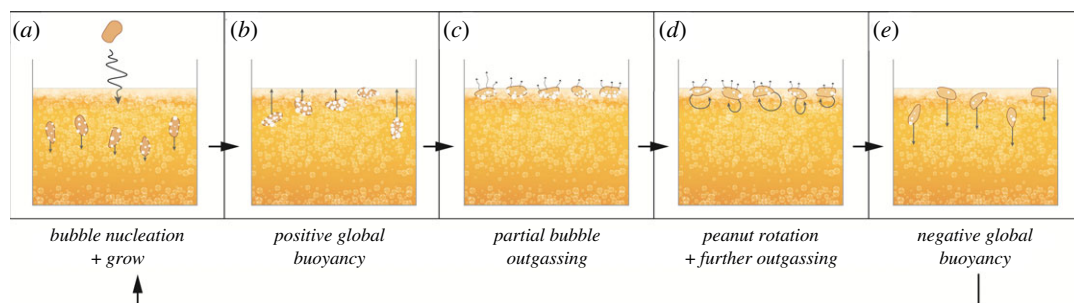 (a)
(b)
(c)
(d)
(e)
bubble nucleation
+ grow
positive global
buoyancy
partial bubble
outgassing
peanut rotation
+ further outgassing
negative global
buoyancy